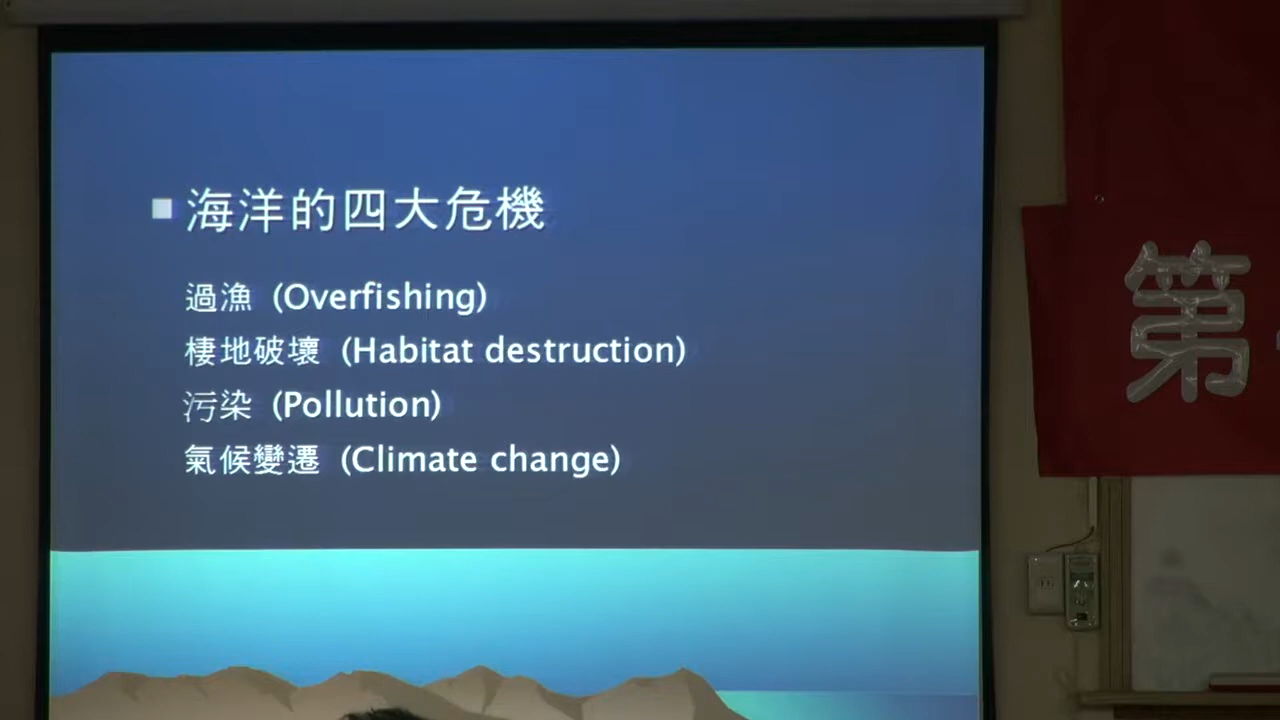 海洋的四大危機
過漁 (Overfishing)
棲地破壞 (Habitat destruction)
污染 (Pollution)
氣候變遷 (Climate change)
第